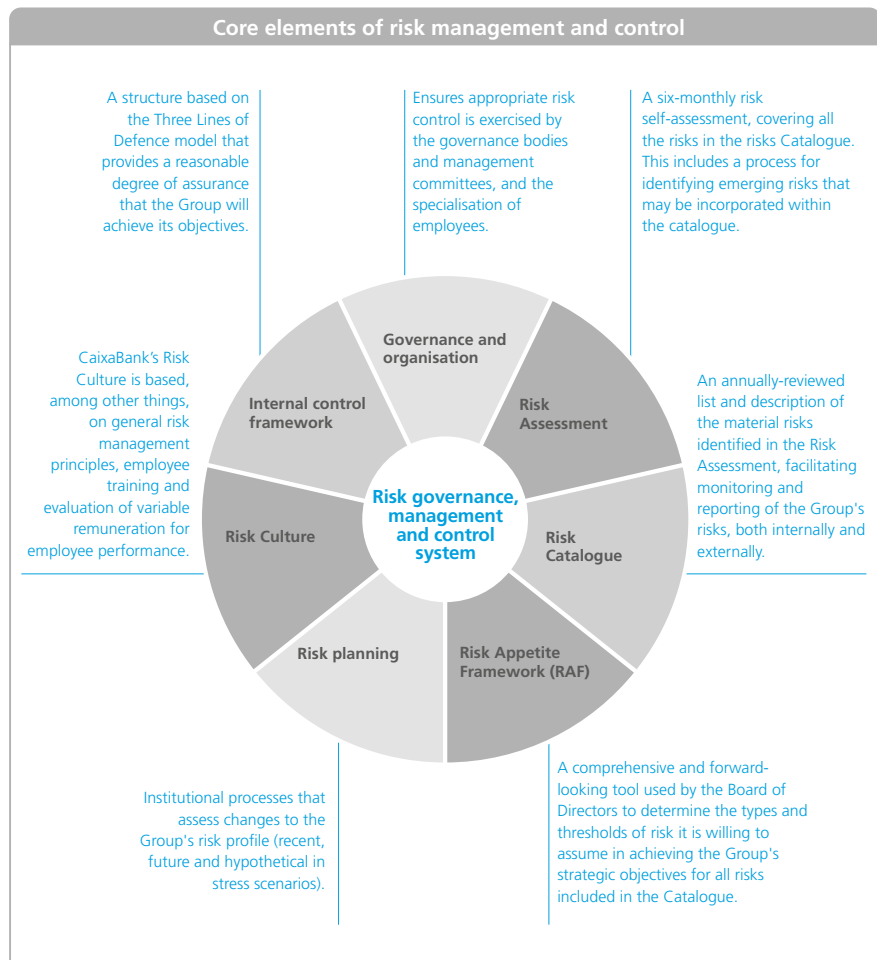 Core elements of risk management and control
A structure based on
the Three Lines of
Defence model that
provides a reasonable
degree of assurance
that the Group will
achieve its objectives.
Ensures appropriate risk
control is exercised by
the governance bodies
and management
committees, and the
specialisation of
employees.
A six-monthly risk
self-assessment, covering all
the risks in the risks Catalogue.
This includes a process for
identifying emerging risks that
may be incorporated within
the catalogue.
Governance and
organisation
Internal control
framework
Risk
Assessment
CaixaBank's Risk
Culture is based,
among other things,
on general risk
management
principles, employee
training and
evaluation of variable
remuneration for
employee performance.
An annually-reviewed
list and description of
the material risks
identified in the Risk
Assessment, facilitating
monitoring and
reporting of the Group's
risks, both internally and
externally.
Risk governance,
management
and control
system
Risk Culture
Risk
Catalogue
Risk planning
Risk Appetite
Framework (RAF)
Institutional processes that
assess changes to the
Group's risk profile (recent,
future and hypothetical in
stress scenarios).
A comprehensive and forward-
looking tool used by the Board of
Directors to determine the types and
thresholds of risk it is willing to
assume in achieving the Group's
strategic objectives for all risks
included in the Catalogue.